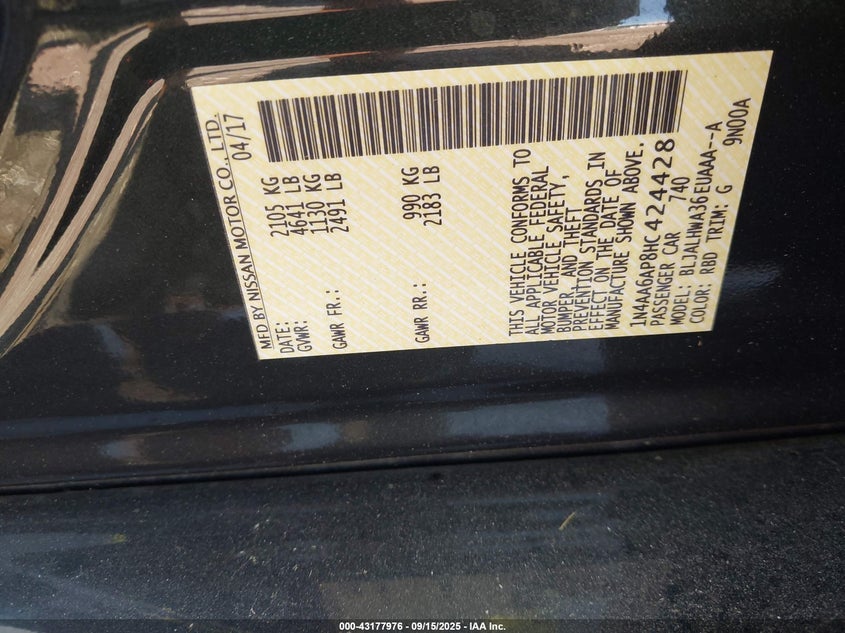 MFD BY NISSAN MOTOR CO., LTD.
DATE: 04/17
GVWR: 2105 KG
4641 LB
GAWR FR.: 1130 KG
2491 LB
GAWR RR.: 990 KG
2183 LB
THIS VEHICLE CONFORMS TO
ALL APPLICABLE FEDERAL
MOTOR VEHICLE SAFETY,
BUMPER, AND THEFT
PREVENTION STANDARDS IN
EFFECT ON THE DATE OF
MANUFACTURE SHOWN ABOVE.
1N4AA6AP8HC424428
PASSENGER CAR 740
MODEL: BLJALHWA36EUAAA--A
COLOR: RBD TRIM: G 9N00A
000-43177976 - 09/15/2025 - IAA Inc.